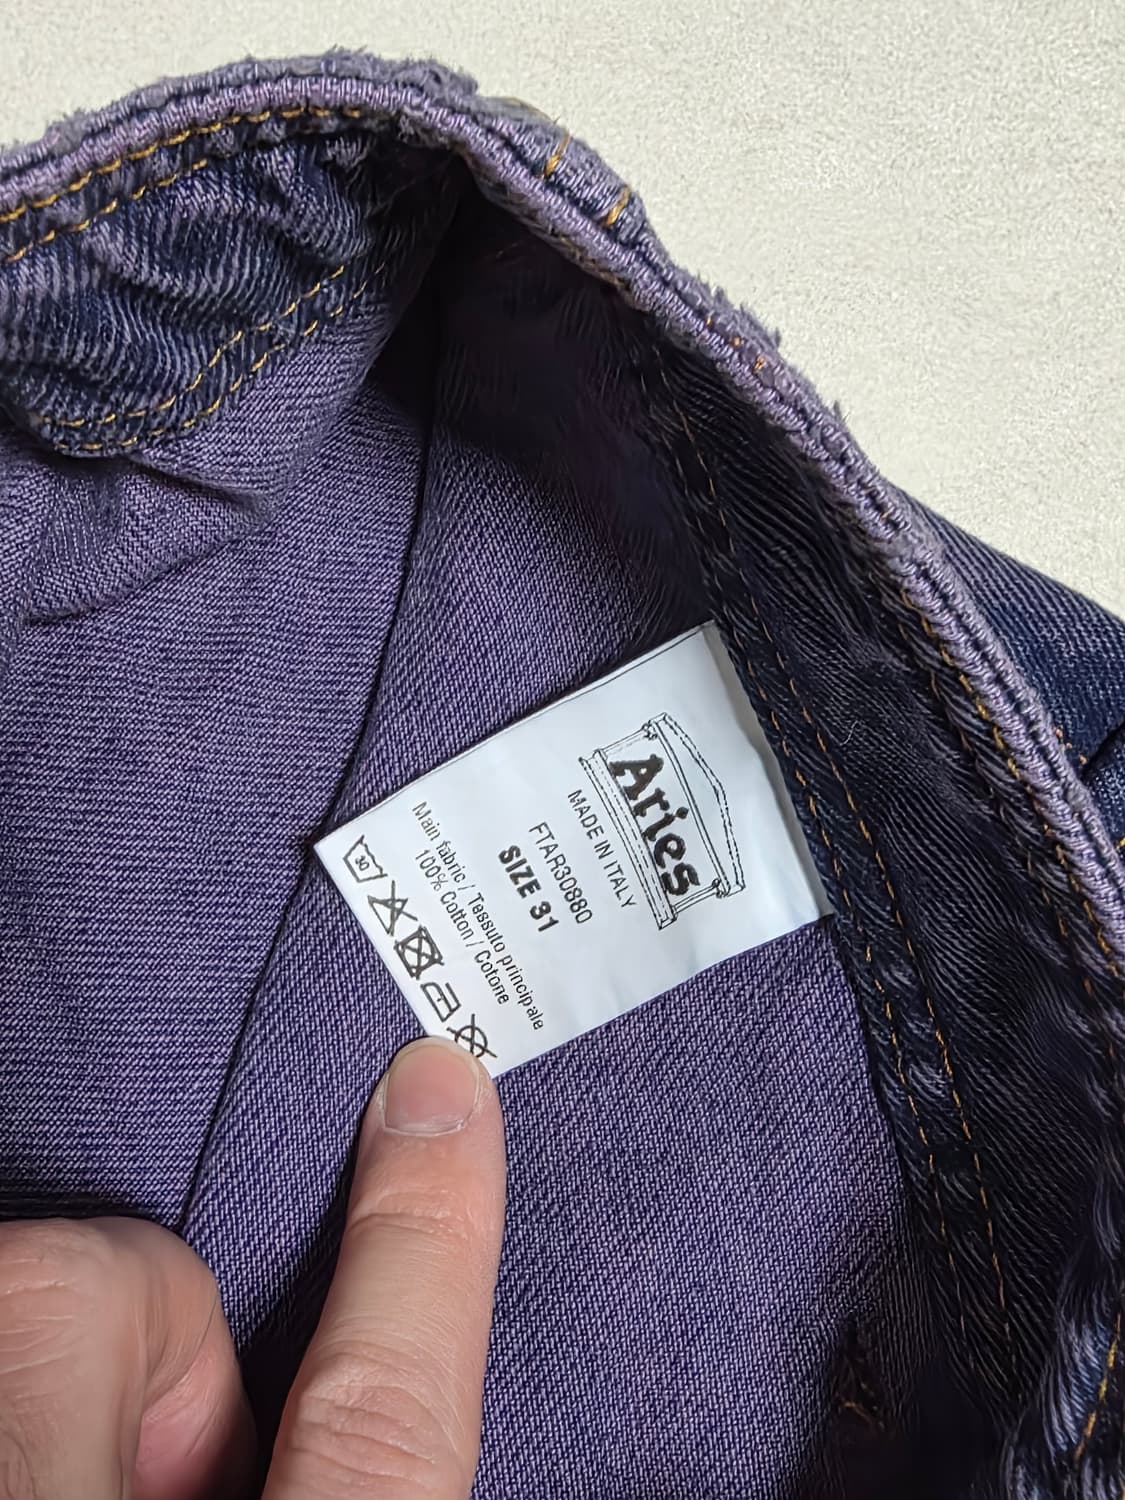 Aries
MADE IN ITALY
FTAR30880
SIZE 31
Main fabric / Tessuto principale
100% Cotton / Cotone
30